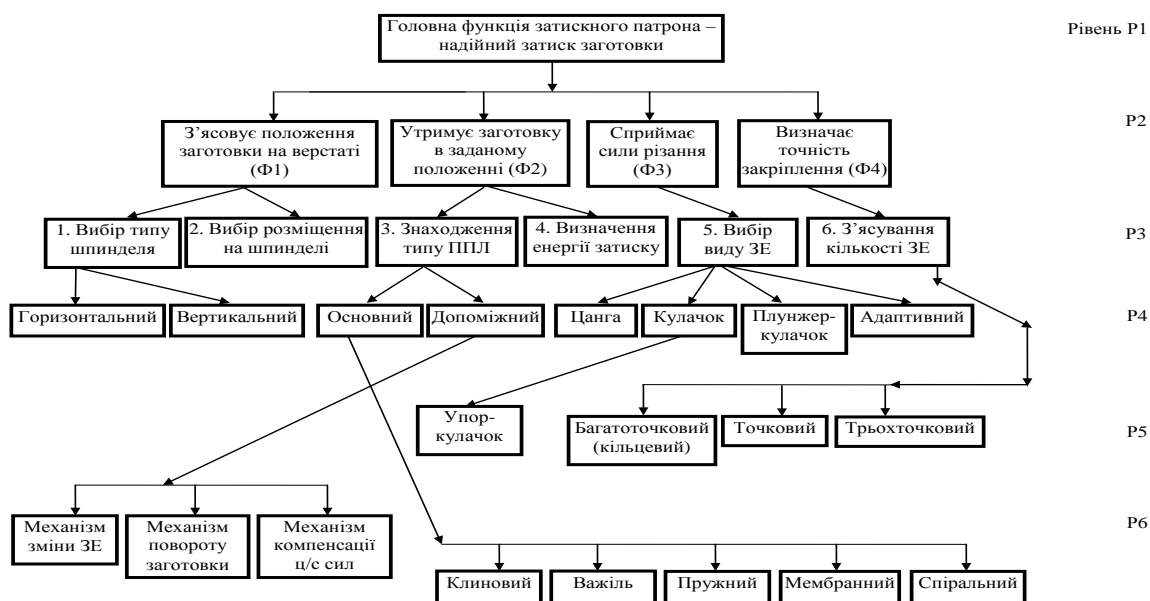 Головна функція затискного патрона –
надійний затиск заготовки
Рівень Р1
З’ясовує положення
заготовки на верстаті
(Ф1)
Утримує заготовку
в заданому
положенні (Ф2)
Сприймає
сили різання
(Ф3)
Визначає
точність
закріплення (Ф4)
Р2
1. Вибір типу
шпинделя
2. Вибір розміщення
на шпинделі
3. Знаходження
типу ППЛ
4. Визначення
енергії затиску
5. Вибір
виду ЗЕ
6. З’ясування
кількості ЗЕ
Р3
Горизонтальний
Вертикальний
Основний
Допоміжний
Цанга
Кулачок
Плунжер-
кулачок
Адаптивний
Р4
Упор-
кулачок
Багатоточковий
(кільцевий)
Точковий
Трьохточковий
Р5
Механізм
зміни ЗЕ
Механізм
повороту
заготовки
Механізм
компенсації
ц/с сил
Р6
Клиновий
Важіль
Пружний
Мембранний
Спіральний